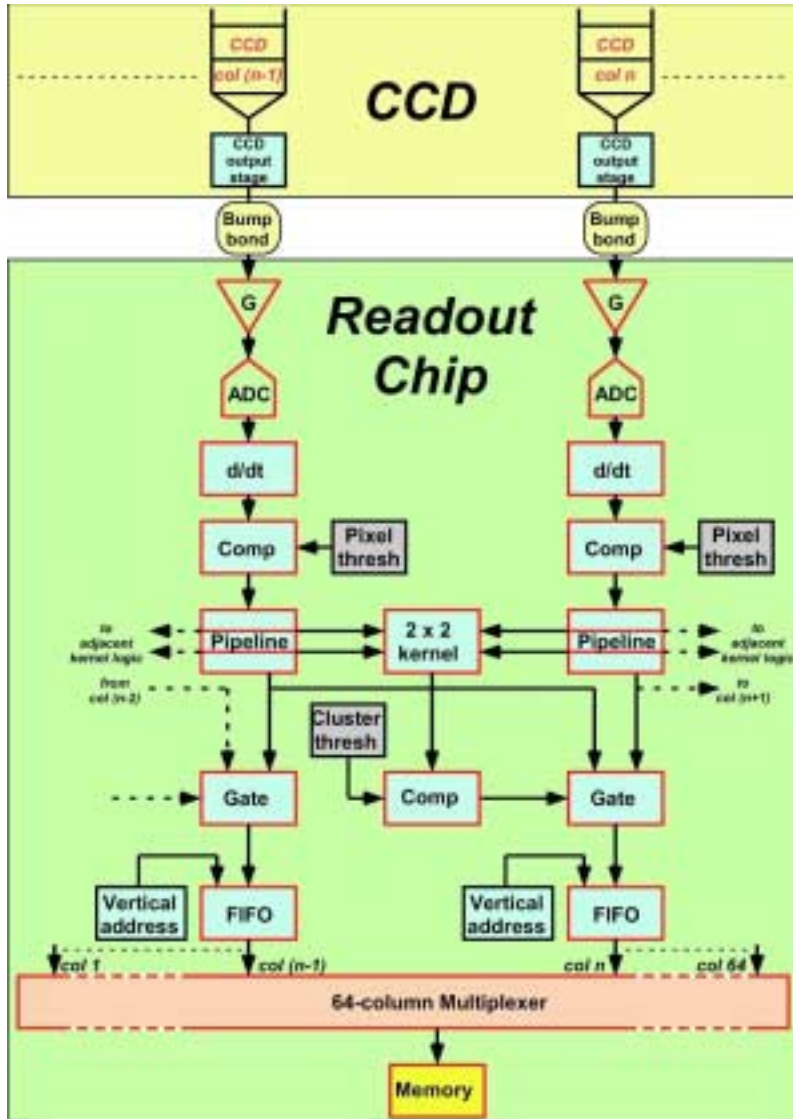 CCD
CCD
col (n-1)
col n
CCD
CCD
output
stage
CCD
output
stage
Bump
bond
Bump
bond
G
G
Readout
Chip
ADC
ADC
d/dt
d/dt
Comp
Pixel
thresh
Comp
Pixel
thresh
to
adjacent
kernel logic
Pipeline
2 x 2
kernel
Pipeline
to
adjacent
kernel logic
from
col (n-2)
to
col (n+1)
Cluster
thresh
Gate
Comp
Gate
Vertical
address
FIFO
Vertical
address
FIFO
col 1
col (n-1)
col n
col 64
64-column Multiplexer
Memory